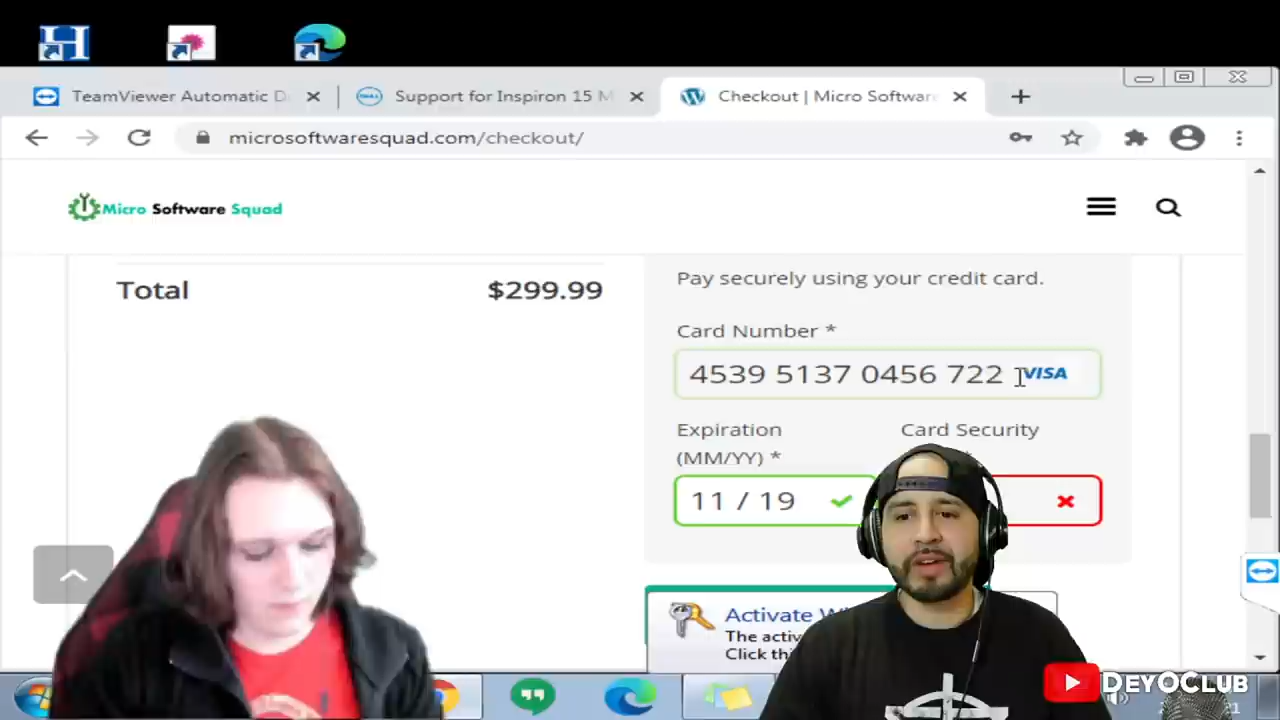 TeamViewer Automatic D
Support for Inspiron 15 M
Checkout | Micro Software
microsoftwaresquad.com/checkout/
Micro Software Squad
Total $299.99
Pay securely using your credit card.
Card Number *
4539 5137 0456 722 VISA
Expiration
(MM/YY) *
Card Security
11 / 19
Activate W
The activ
Click thi
DEYOCLUB